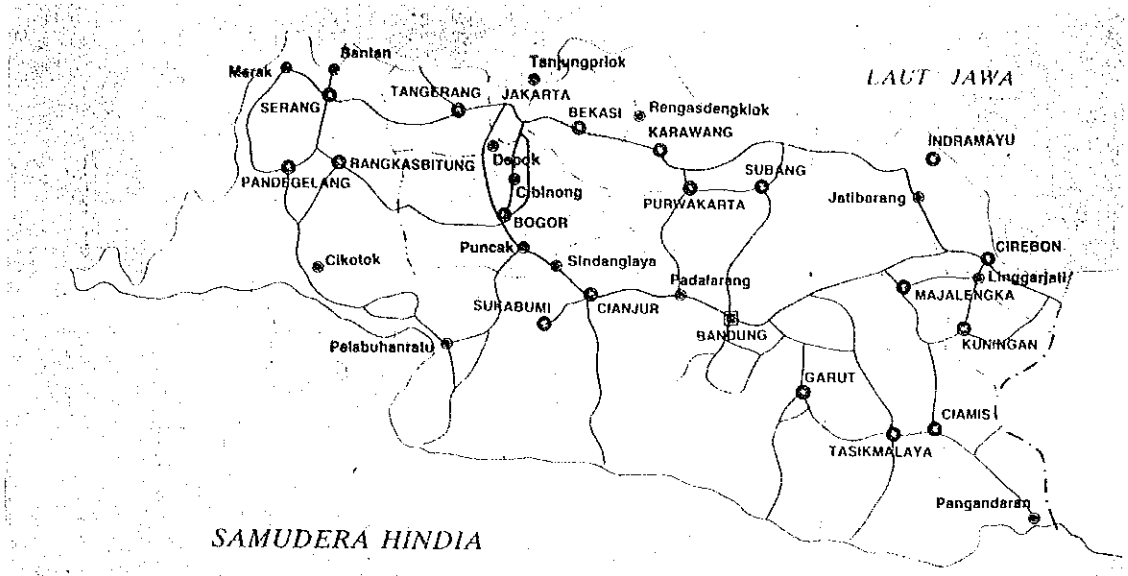 Bantan
Merak
Tanjungpriok
LAUT JAWA
SERANG
TANGERANG
JAKARTA
BEKASI
Rengasdengklok
KARAWANG
INDRAMAYU
Depok
RANGKASBITUNG
PANDEGELANG
SUBANG
Cibinong
PURWAKARTA
Jatibarang
BOGOR
Puncak
CIREBON
Cikotok
Sindanglaya
Linggarjati
Padalarang
MAJALENGKA
SUKABUMI
CIANJUR
BANDUNG
KUNINGAN
Pelabuhanratu
GARUT
CIAMIS
TASIKMALAYA
Pangandaran
SAMUDERA HINDIA